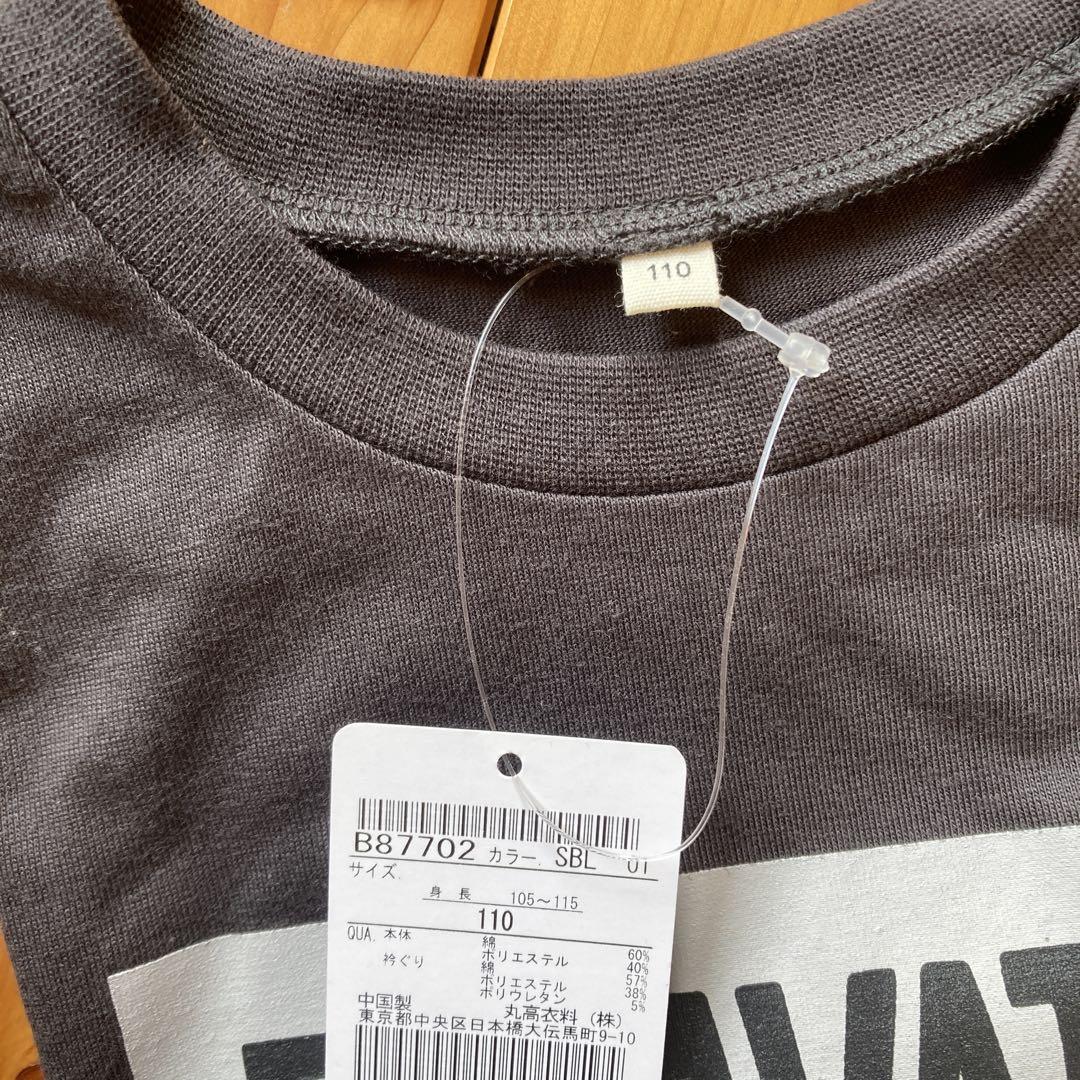 110
B87702 カラー. SBL 01
サイズ.
身長 105～115
110
QUA. 本体 綿 60%
ポリエステル 40%
衿ぐり 綿 57%
ポリエステル 38%
ポリウレタン 5%
中国製 丸高衣料（株）
東京都中央区日本橋大伝馬町9-10